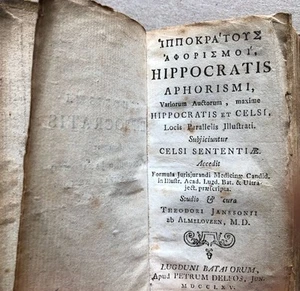 ἹΠΠΟΚΡΑ'ΤΟΥΣ
ἈΦΟΡΙΣΜΟΙ',
HIPPOCRATIS
APHORISMI,
Variorum Auctorum, maxime
HIPPOCRATIS ET CELSI,
Locis Parallelis Illustrati.
Subjiciuntur
CELSI SENTENTIÆ.
Accedit
Formula Jurisjurandi Medicinæ Candid.
in Illustr. Acad. Lugd. Bat. & Ultra-
ject. præscripta.
Studio & cura
THEODORI JANSSONII
ab ALMELOVEEN, M.D.
LUGDUNI BATAVORUM,
Apud PETRUM DELFOS, Jun.
MDCCLXV.